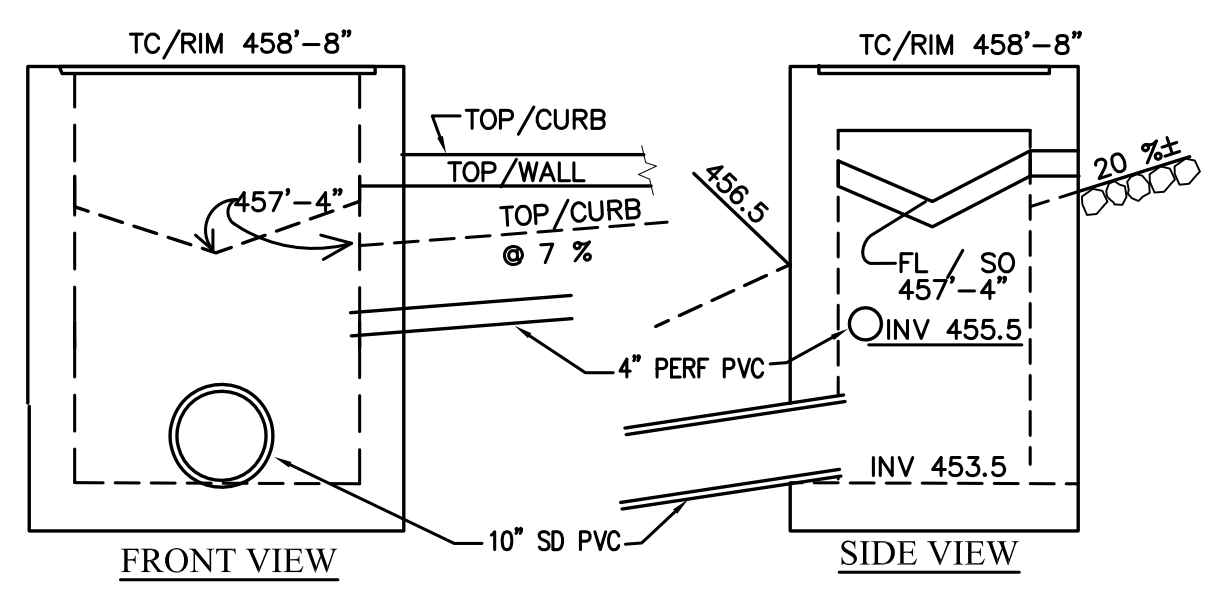 TC/RIM 458'-8"
TC/RIM 458'-8"
TOP/CURB
TOP/WALL
457'-4"
TOP/CURB
@ 7 %
456.5
20 %±
FL / SO
457'-4"
INV 455.5
4" PERF PVC
INV 453.5
10" SD PVC
FRONT VIEW
SIDE VIEW